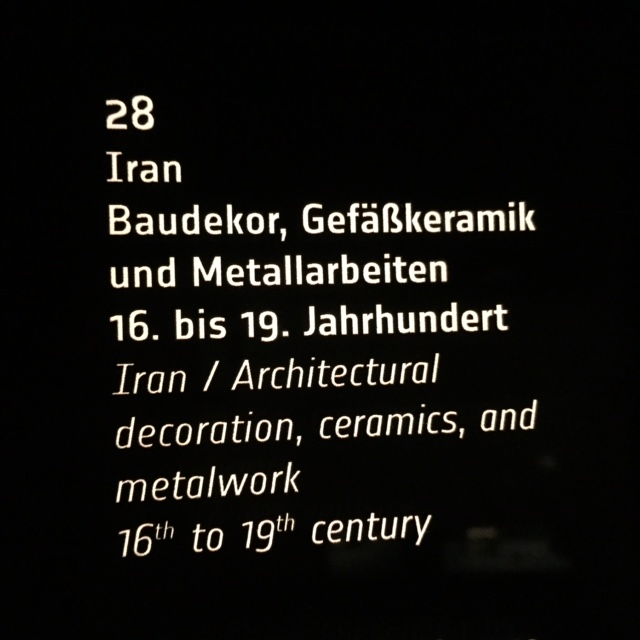 28
Iran
Baudekor, Gefäßkeramik
und Metallarbeiten
16. bis 19. Jahrhundert
Iran / Architectural
decoration, ceramics, and
metalwork
16th to 19th century